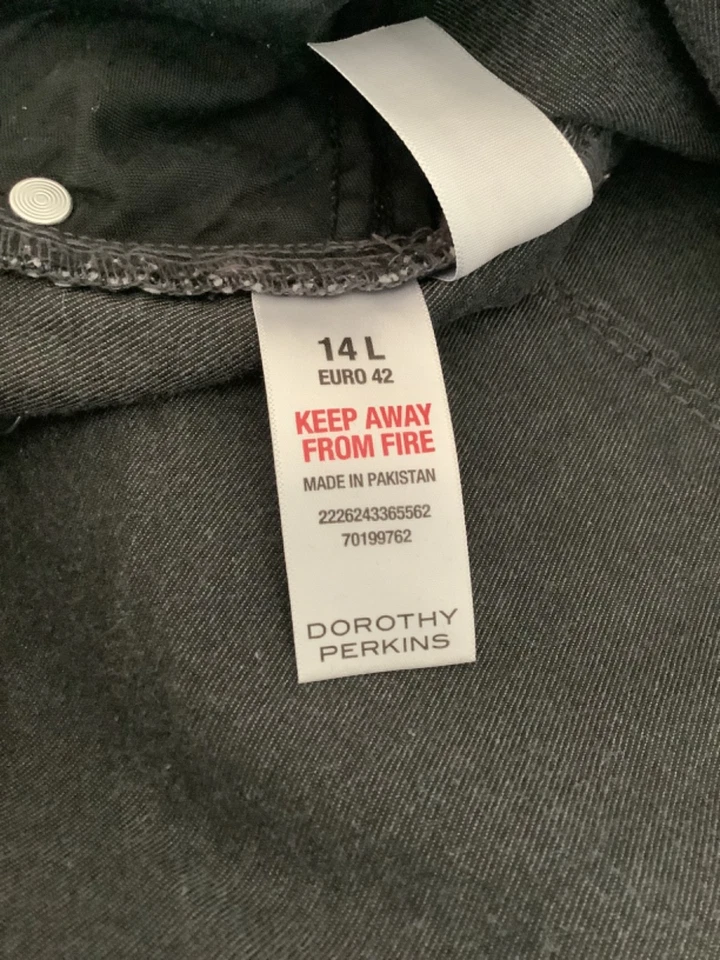 14 L
EURO 42
KEEP AWAY
FROM FIRE
MADE IN PAKISTAN
2226243365562
70199762
DOROTHY
PERKINS